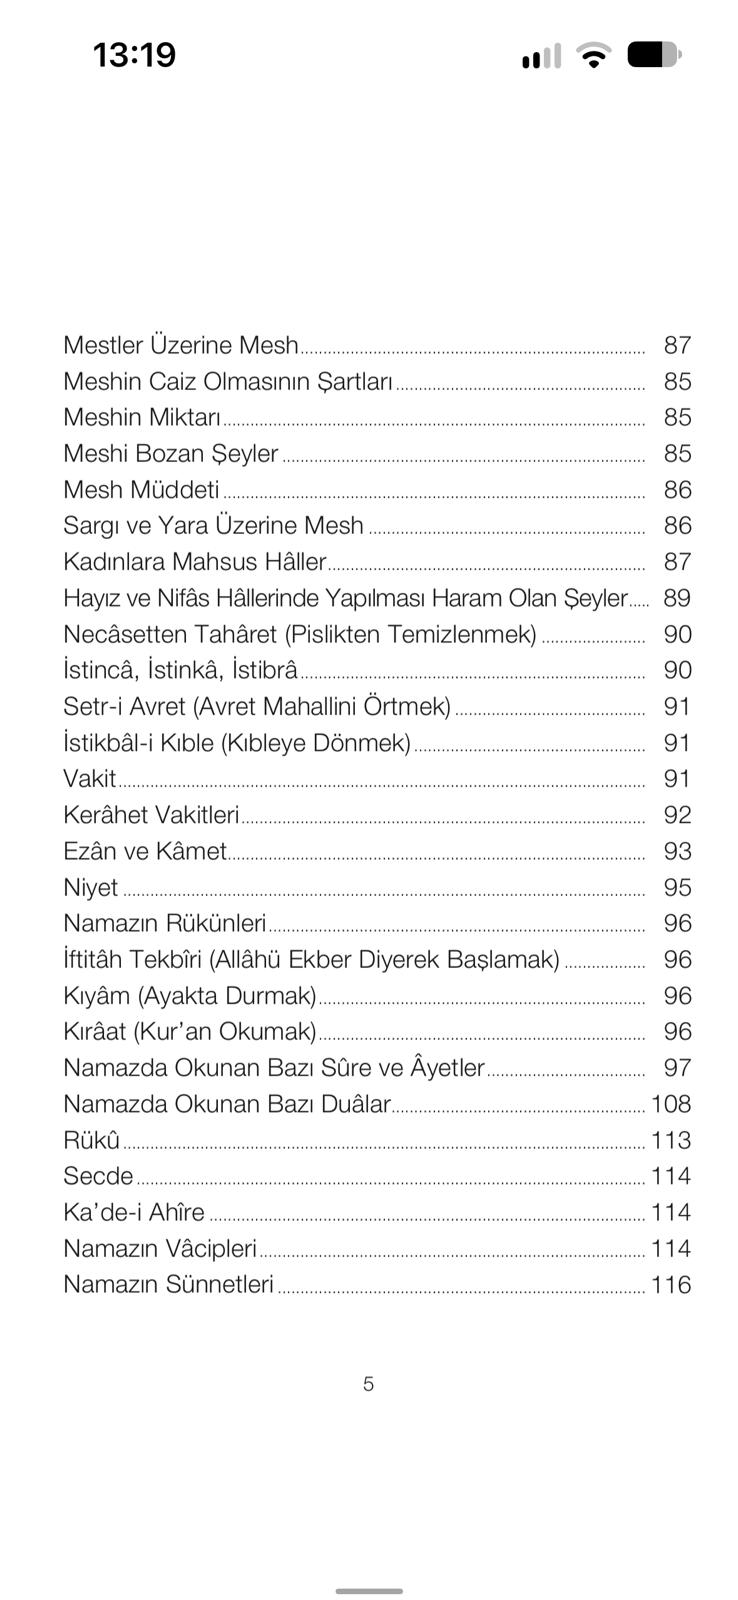 13:19
Mestler Üzerine Mesh........ 87
Meshin Caiz Olmasının Şartları........ 85
Meshin Miktarı........ 85
Meshi Bozan Şeyler........ 85
Mesh Müddeti........ 86
Sargı ve Yara Üzerine Mesh........ 86
Kadınlara Mahsus Hâller........ 87
Hayız ve Nifâs Hâllerinde Yapılması Haram Olan Şeyler..... 89
Necâsetten Tahâret (Pislikten Temizlenmek)........ 90
İstincâ, İstinkâ, İstibrâ........ 90
Setr-i Avret (Avret Mahallini Örtmek)........ 91
İstikbâl-i Kıble (Kıbleye Dönmek)........ 91
Vakit........ 91
Kerâhet Vakitleri........ 92
Ezân ve Kâmet........ 93
Niyet........ 95
Namazın Rükünleri........ 96
İftitâh Tekbîri (Allâhü Ekber Diyerek Başlamak)........ 96
Kıyâm (Ayakta Durmak)........ 96
Kırâat (Kur’an Okumak)........ 96
Namazda Okunan Bazı Sûre ve Âyetler........ 97
Namazda Okunan Bazı Duâlar........ 108
Rükû........ 113
Secde........ 114
Ka’de-i Ahîre........ 114
Namazın Vâcipleri........ 114
Namazın Sünnetleri........ 116
5